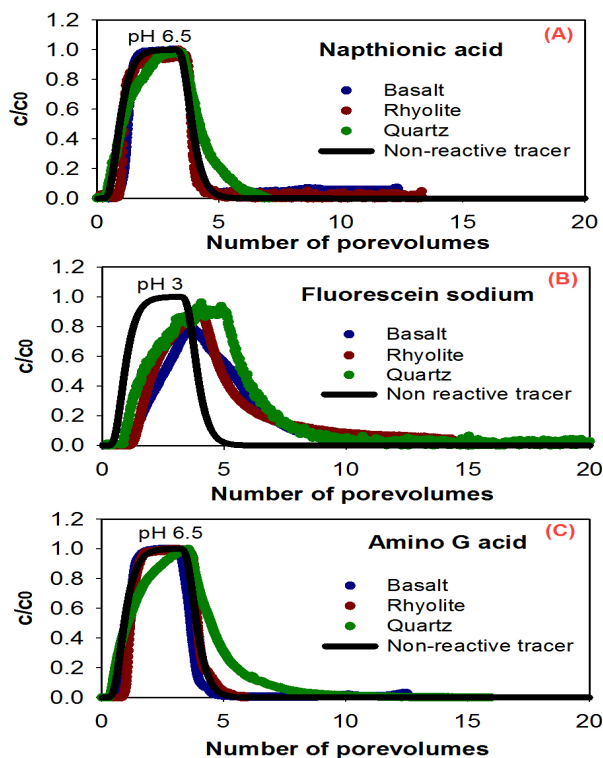 1.2
pH 6.5
(A)
1.0
Napthionic acid
0.8
c/c0
Basalt
0.6
Rhyolite
0.4
Quartz
0.2
Non-reactive tracer
0.0
0
5
10
15
20
Number of porevolumes
1.2
pH 3
(B)
1.0
Fluorescein sodium
0.8
c/c0
Basalt
0.6
Rhyolite
0.4
Quartz
0.2
Non reactive tracer
0.0
0
5
10
15
20
Number of porevolumes
1.2
pH 6.5
(C)
1.0
Amino G acid
0.8
c/c0
Basalt
0.6
Rhyolite
0.4
Quartz
0.2
Non-reactive tracer
0.0
0
5
10
15
20
Number of porevolumes